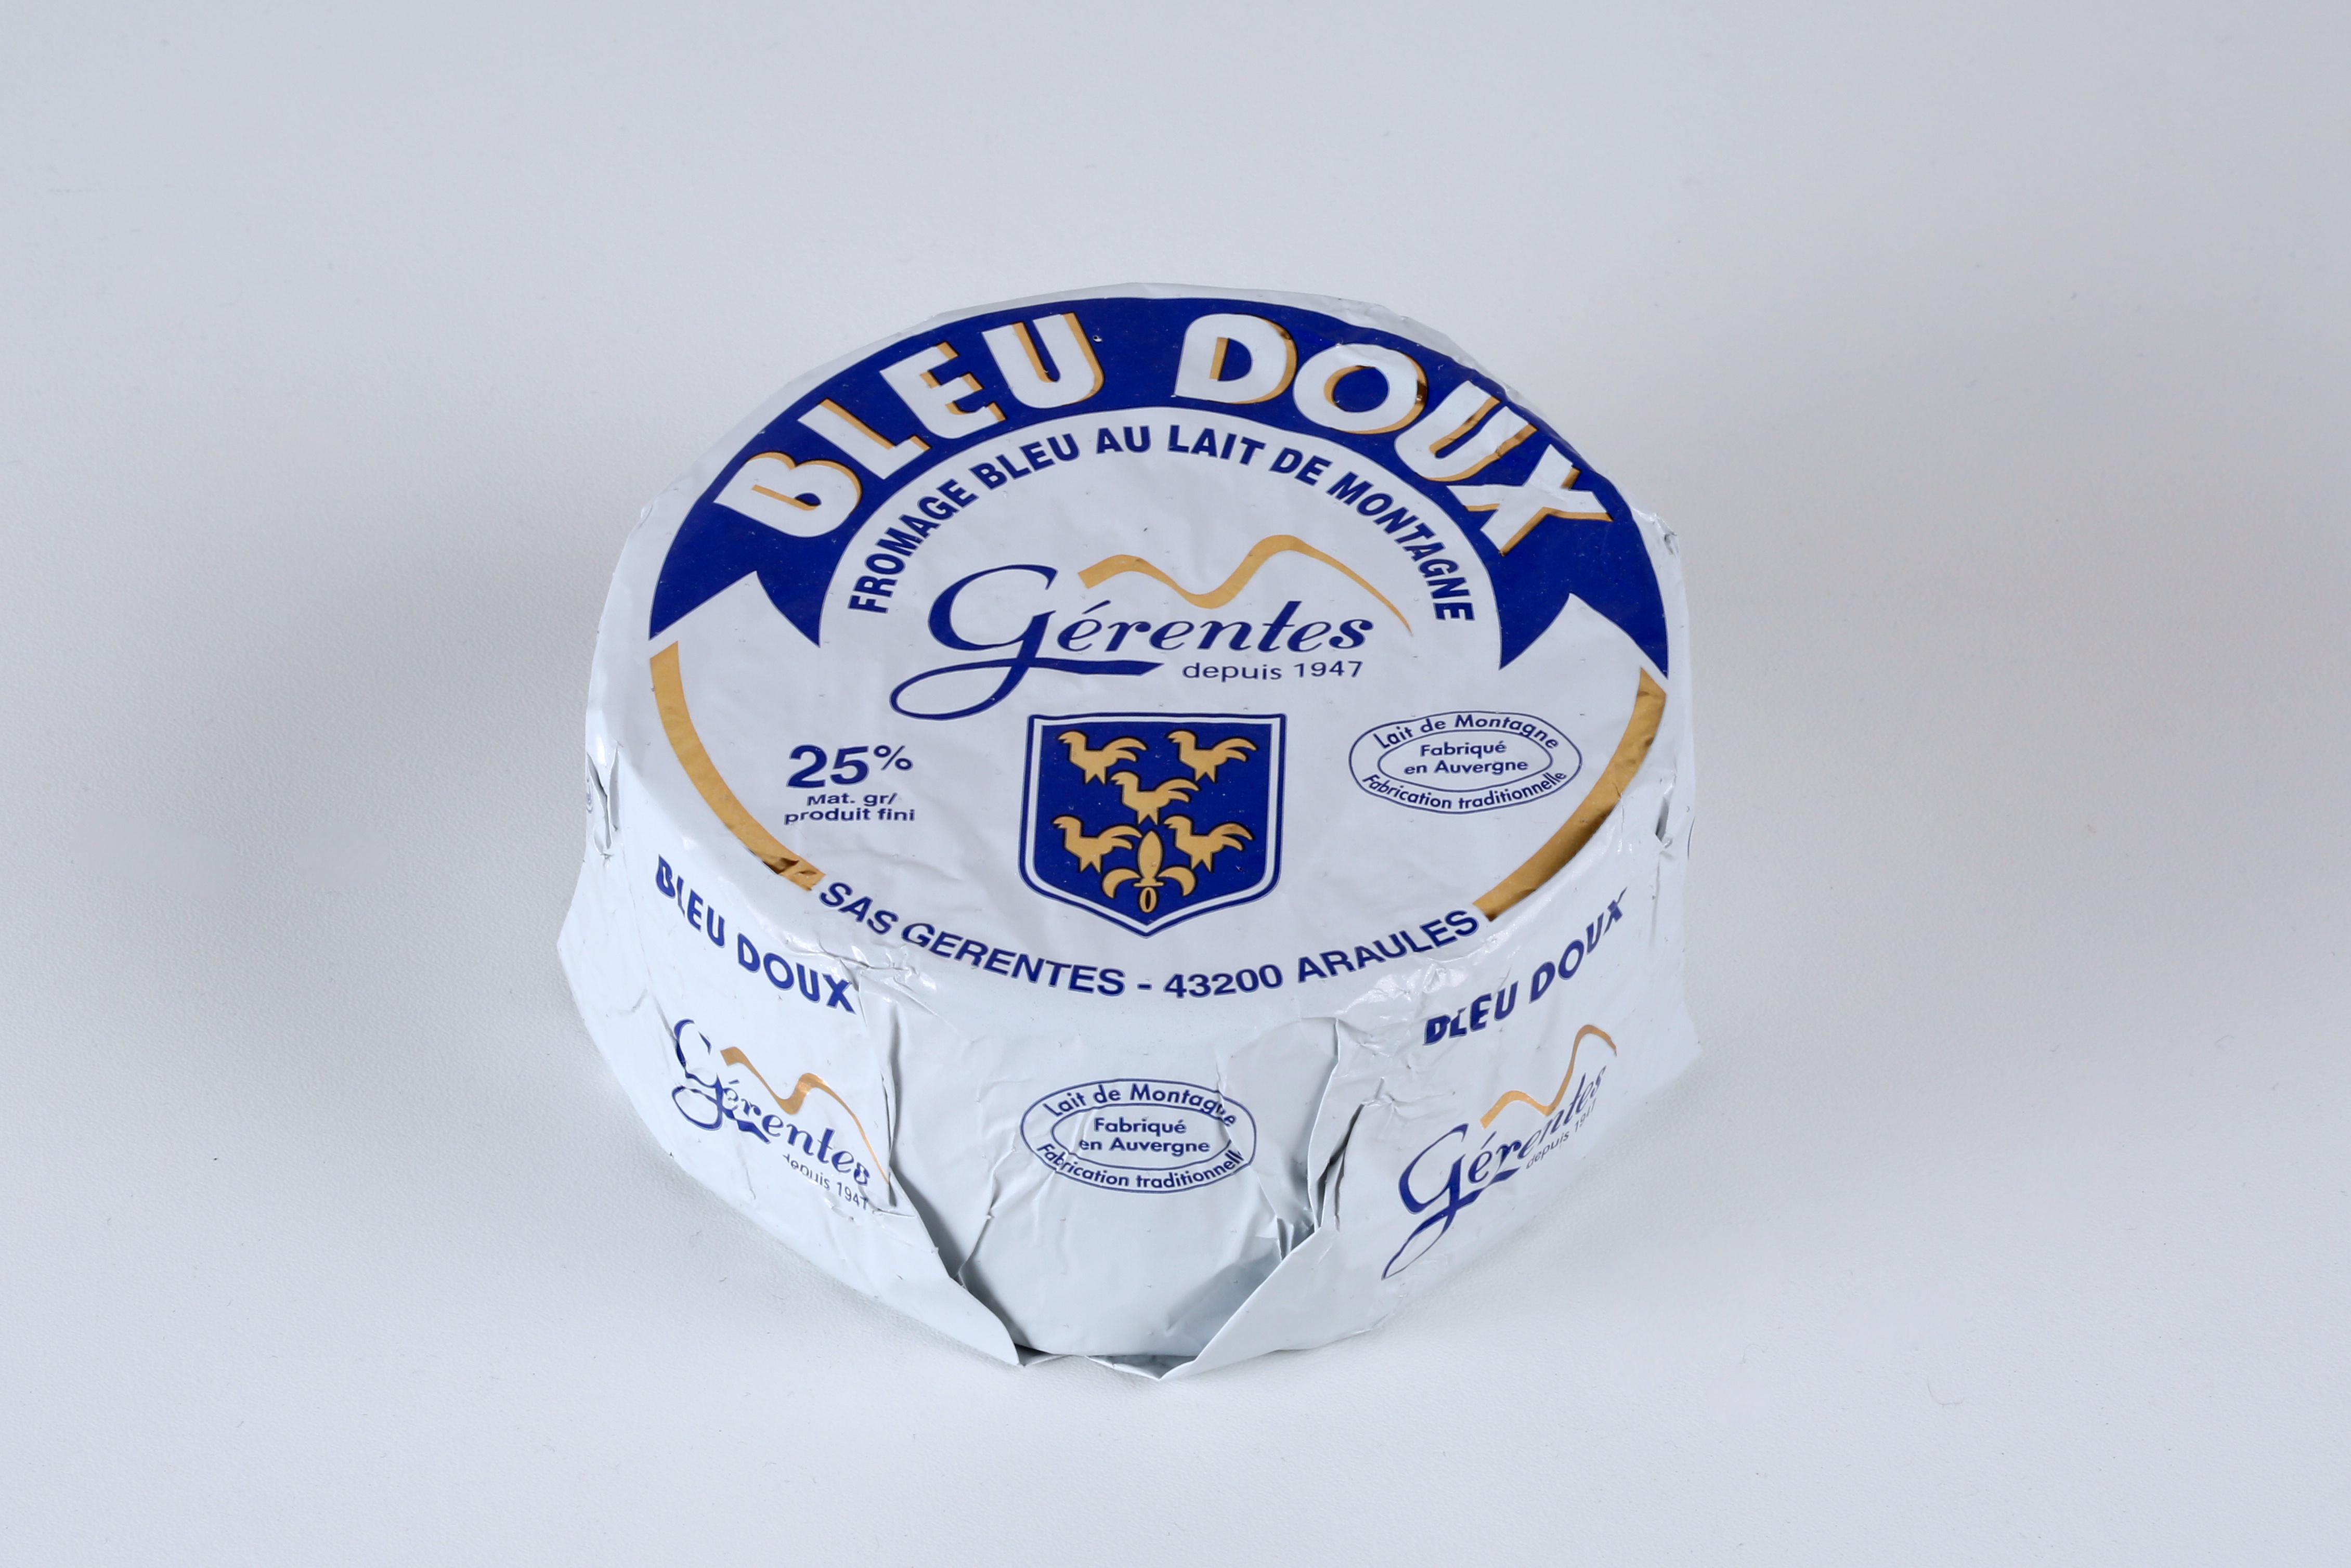 BLEU DOUX
FROMAGE BLEU AU LAIT DE MONTAGNE
Gérentes
depuis 1947
25%
Mat. gr/
produit fini
Lait de Montagne
Fabriqué
en Auvergne
Fabrication traditionnelle
SAS GERENTES - 43200 ARAULES
BLEU DOUX
Gérentes
depuis 1947
Lait de Montagne
Fabriqué
en Auvergne
Fabrication traditionnelle
BLEU DOUX
Gérentes
depuis 1947